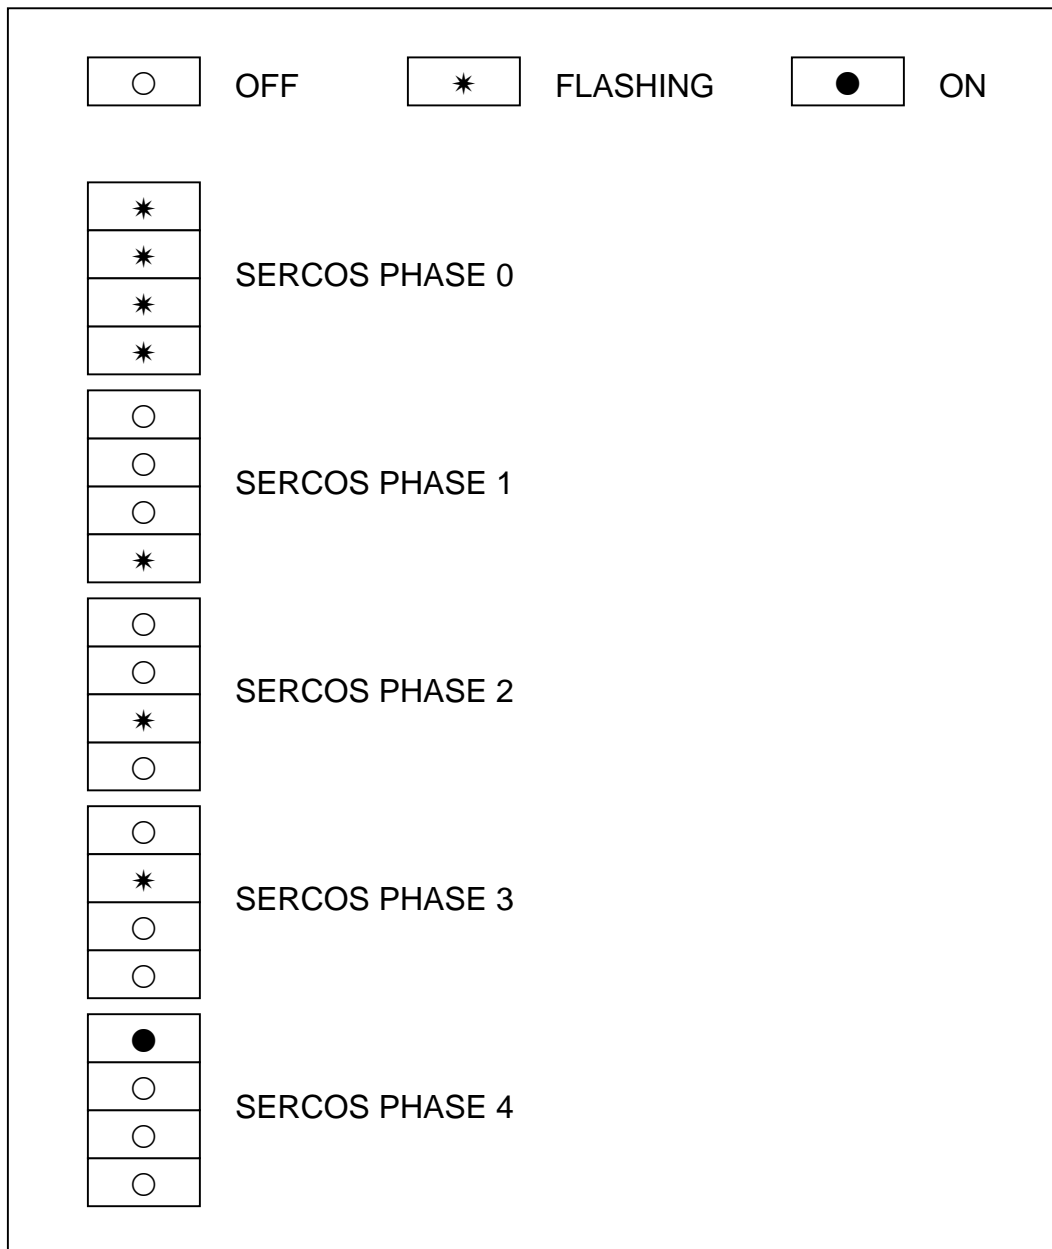 OFF FLASHING ON
SERCOS PHASE 0
SERCOS PHASE 1
SERCOS PHASE 2
SERCOS PHASE 3
SERCOS PHASE 4